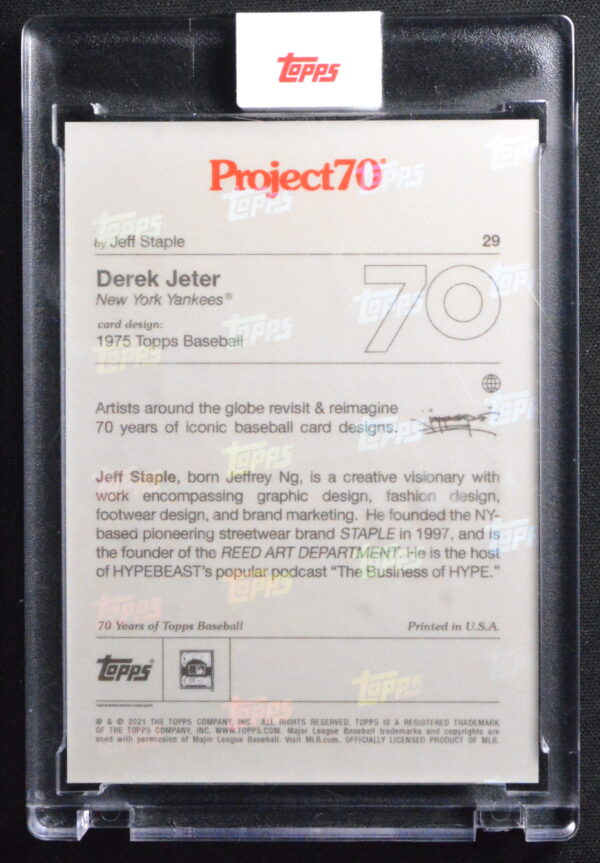 Topps
Project70®
by Jeff Staple 29
Derek Jeter
New York Yankees®
70
card design:
1975 Topps Baseball
Artists around the globe revisit & reimagine
70 years of iconic baseball card designs.
Jeff Staple, born Jeffrey Ng, is a creative visionary with
work encompassing graphic design, fashion design,
footwear design, and brand marketing. He founded the NY-
based pioneering streetwear brand STAPLE in 1997, and is
the founder of the REED ART DEPARTMENT. He is the host
of HYPEBEAST's popular podcast “The Business of HYPE.”
70 Years of Topps Baseball Printed in U.S.A.
Topps®
® & © 2021 THE TOPPS COMPANY, INC. ALL RIGHTS RESERVED. TOPPS IS A REGISTERED TRADEMARK
OF THE TOPPS COMPANY, INC. WWW.TOPPS.COM. Major League Baseball trademarks and copyrights are
used with permission of Major League Baseball. Visit MLB.com. OFFICIALLY LICENSED PRODUCT OF MLB.